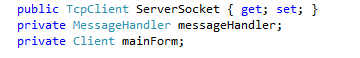 public TcpClient ServerSocket { get; set; }
private MessageHandler messageHandler;
private Client mainForm;